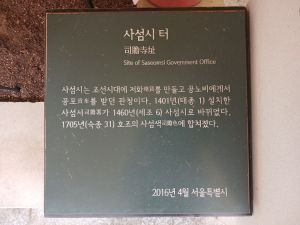 사섬시 터
司贍寺址
Site of Saseomsi Government Office
사섬시는 조선시대에 저화楮貨를 만들고 공노비에게서
공포貢布를 받던 관청이다. 1401년(태종 1) 설치한
사섬서司贍署가 1460년(세조 6) 사섬시로 바뀌었다.
1705년(숙종 31) 호조의 사섬색司贍色에 합쳐졌다.
2016년 4월 서울특별시